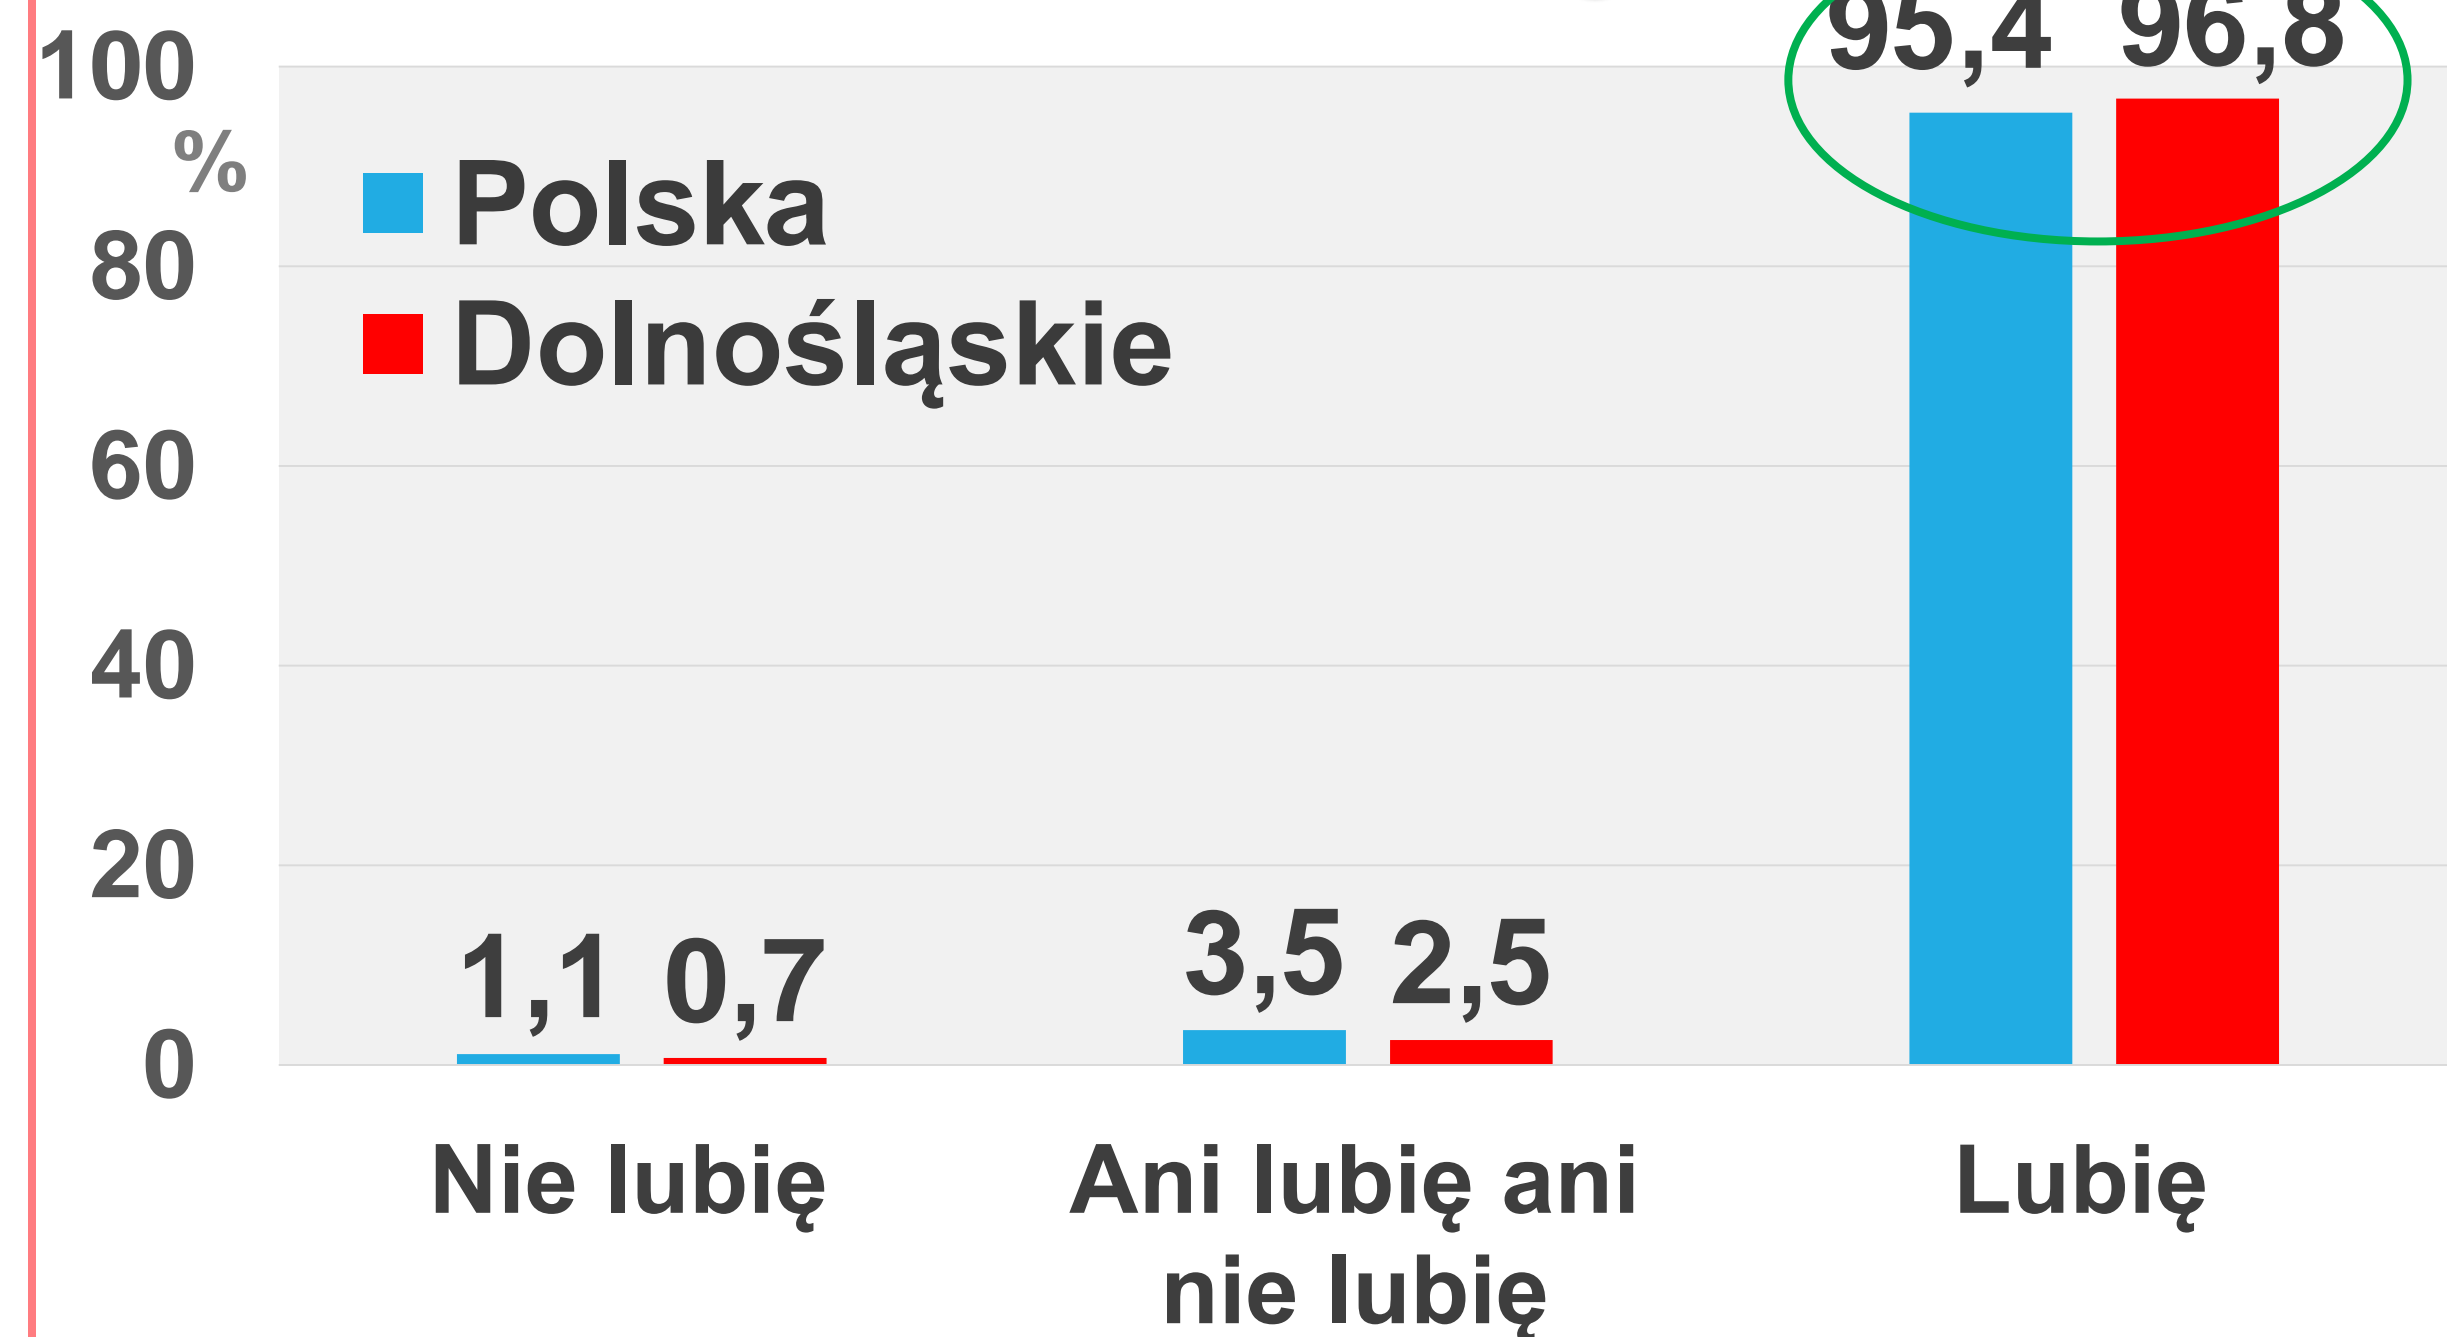 95,4 96,8
100
%
Polska
80
Dolnośląskie
60
40
20
1,1 0,7
3,5 2,5
0
Nie lubię
Ani lubię ani
nie lubię
Lubię